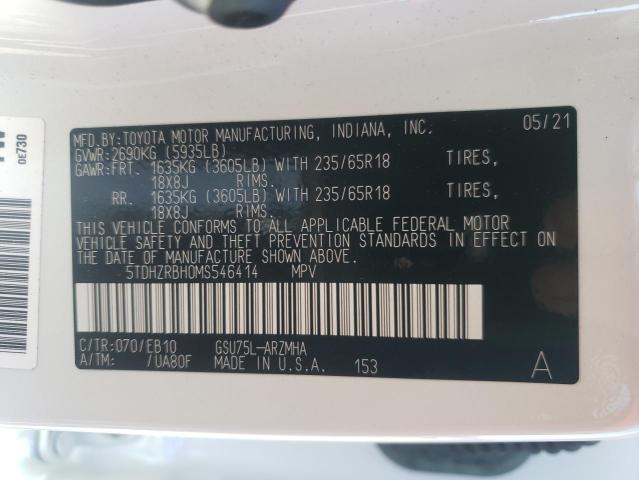 MFD.BY:TOYOTA MOTOR MANUFACTURING, INDIANA, INC. 05/21
GVWR:2690KG (5935LB)
GAWR:FRT. 1635KG (3605LB) WITH 235/65R18 TIRES,
18X8J RIMS.
RR. 1635KG (3605LB) WITH 235/65R18 TIRES,
18X8J RIMS.
THIS VEHICLE CONFORMS TO ALL APPLICABLE FEDERAL MOTOR
VEHICLE SAFETY AND THEFT PREVENTION STANDARDS IN EFFECT ON
THE DATE OF MANUFACTURE SHOWN ABOVE.
5TDHZRBH0MS546414 MPV
C/TR:070/EB10 GSU75L-ARZMHA
A/TM: /UA80F MADE IN U.S.A. 153 A
0E730